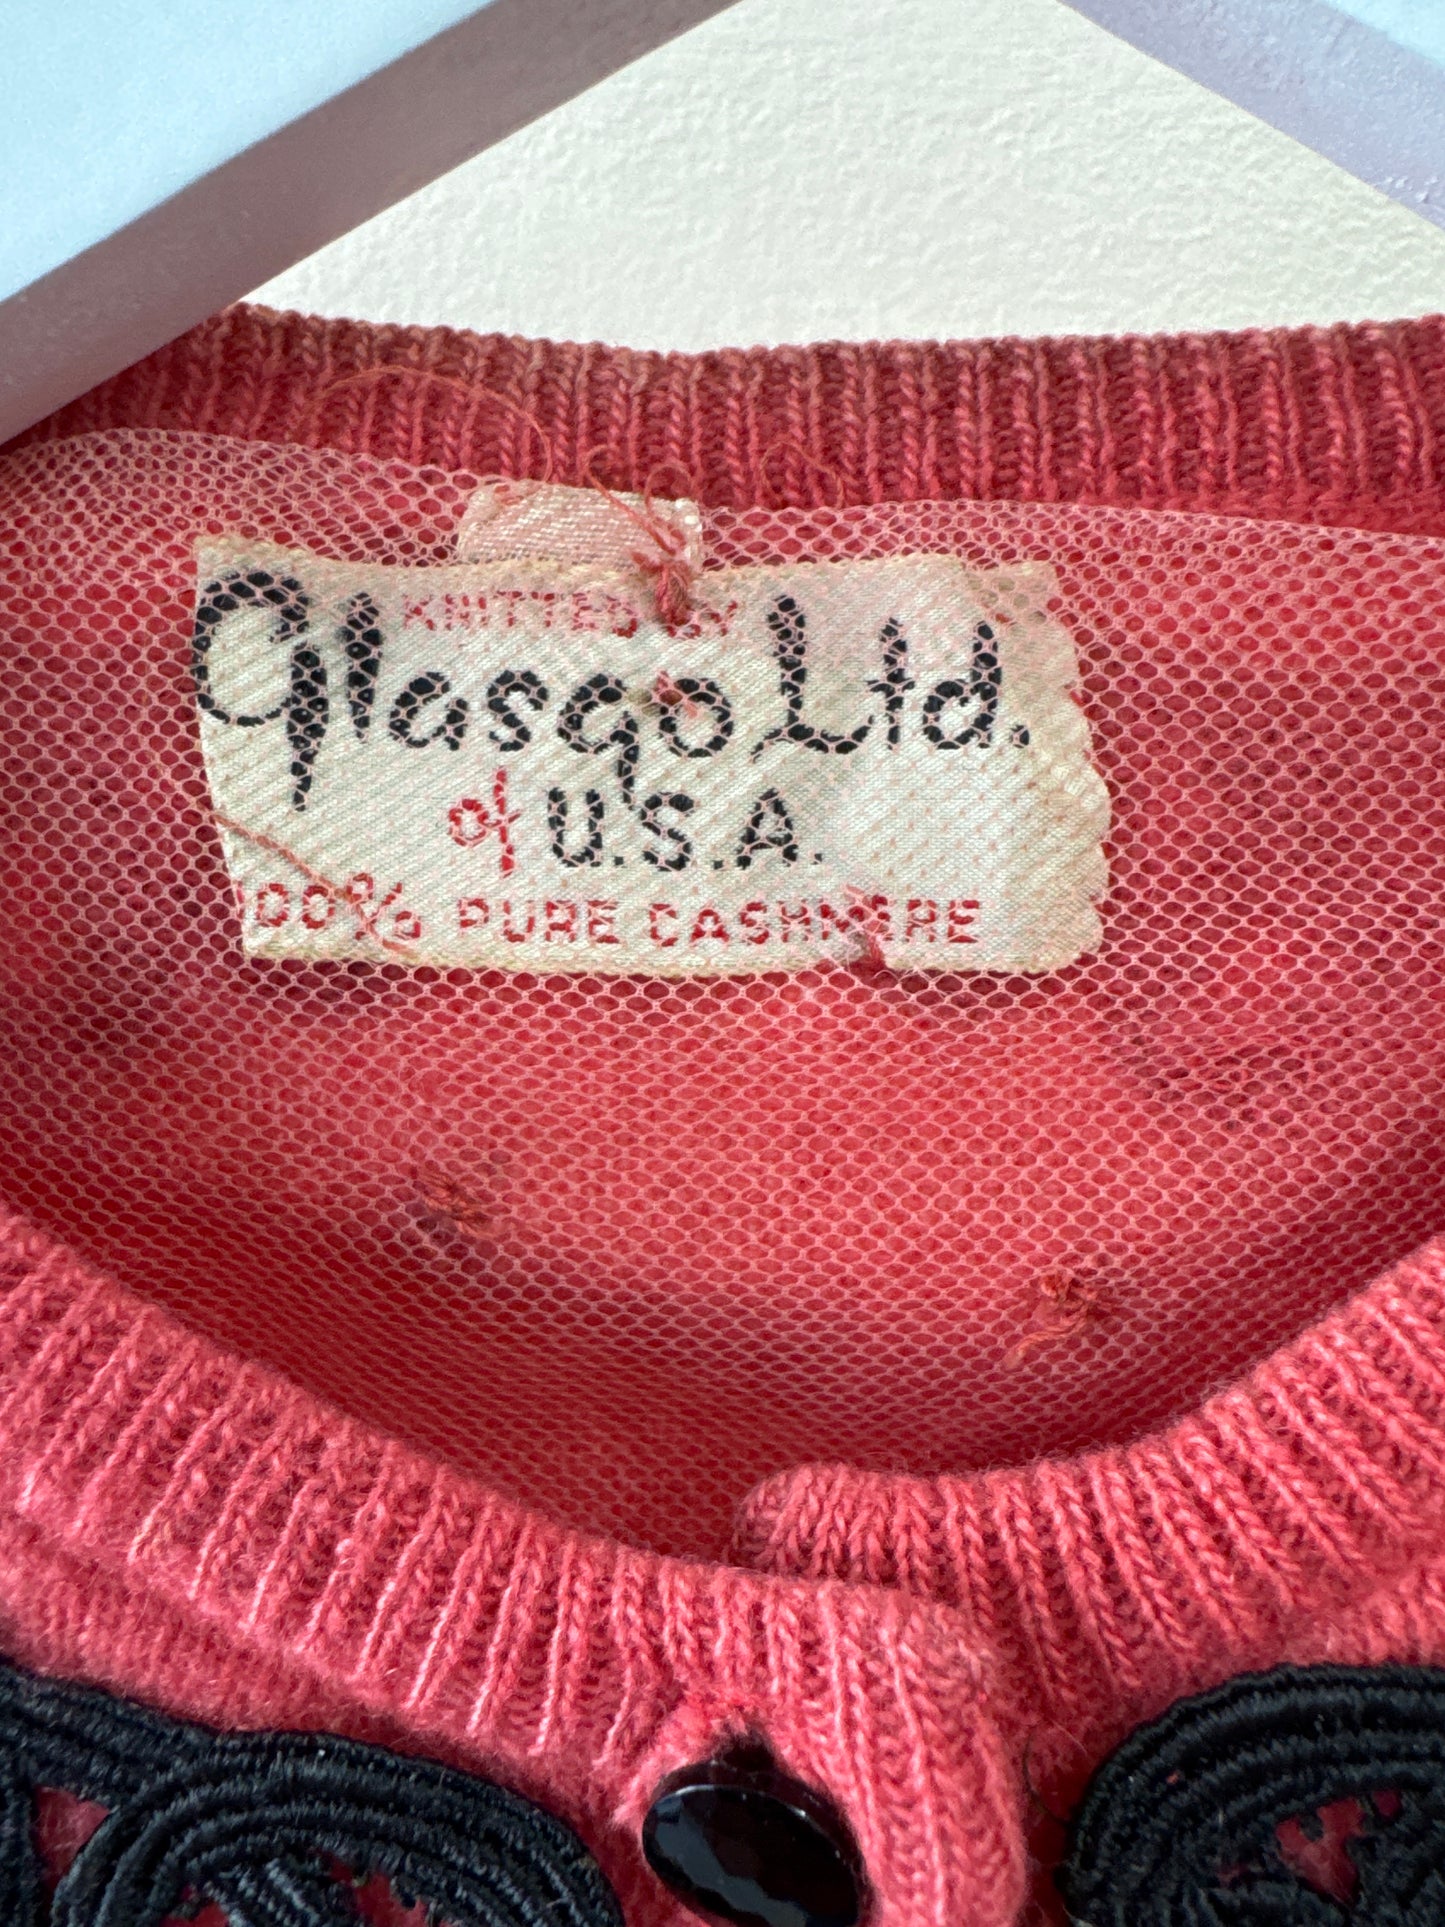 KNITTED BY
Glasgo Ltd.
of U.S.A.
100% PURE CASHMERE